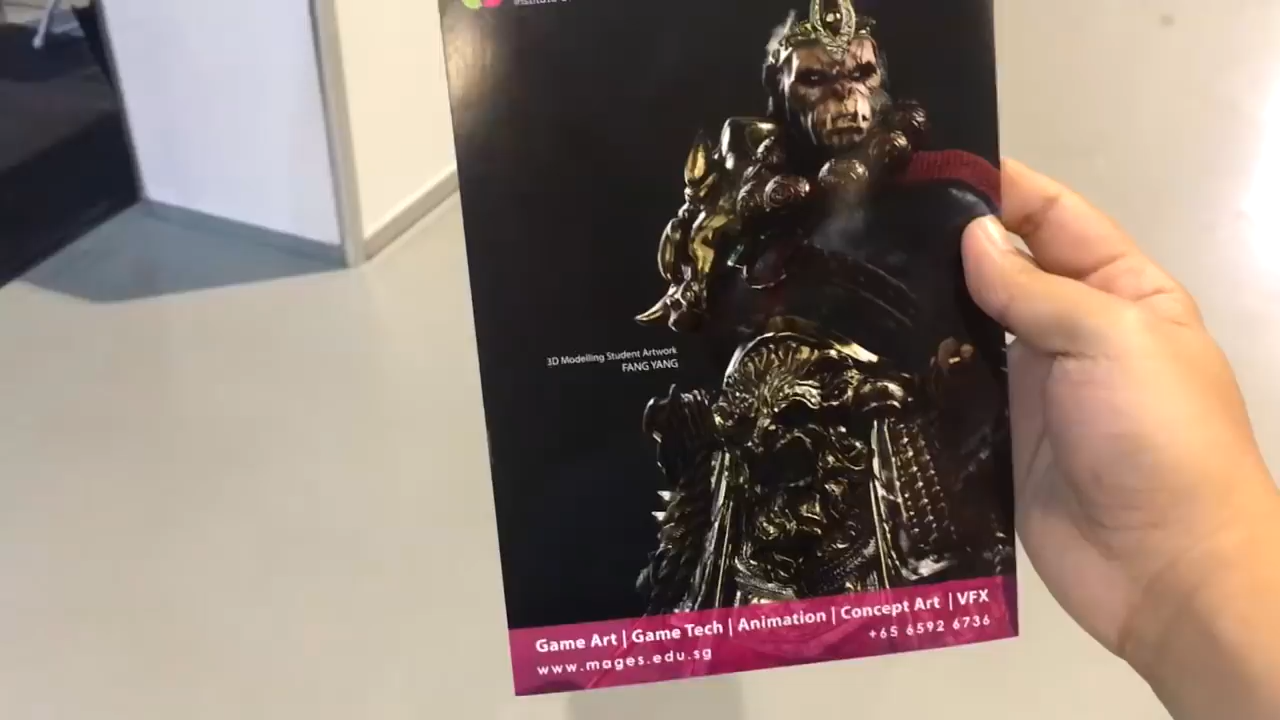 3D Modelling Student Artwork
FANG YANG
Game Art | Game Tech | Animation | Concept Art | VFX
+65 6592 6736
www.mages.edu.sg